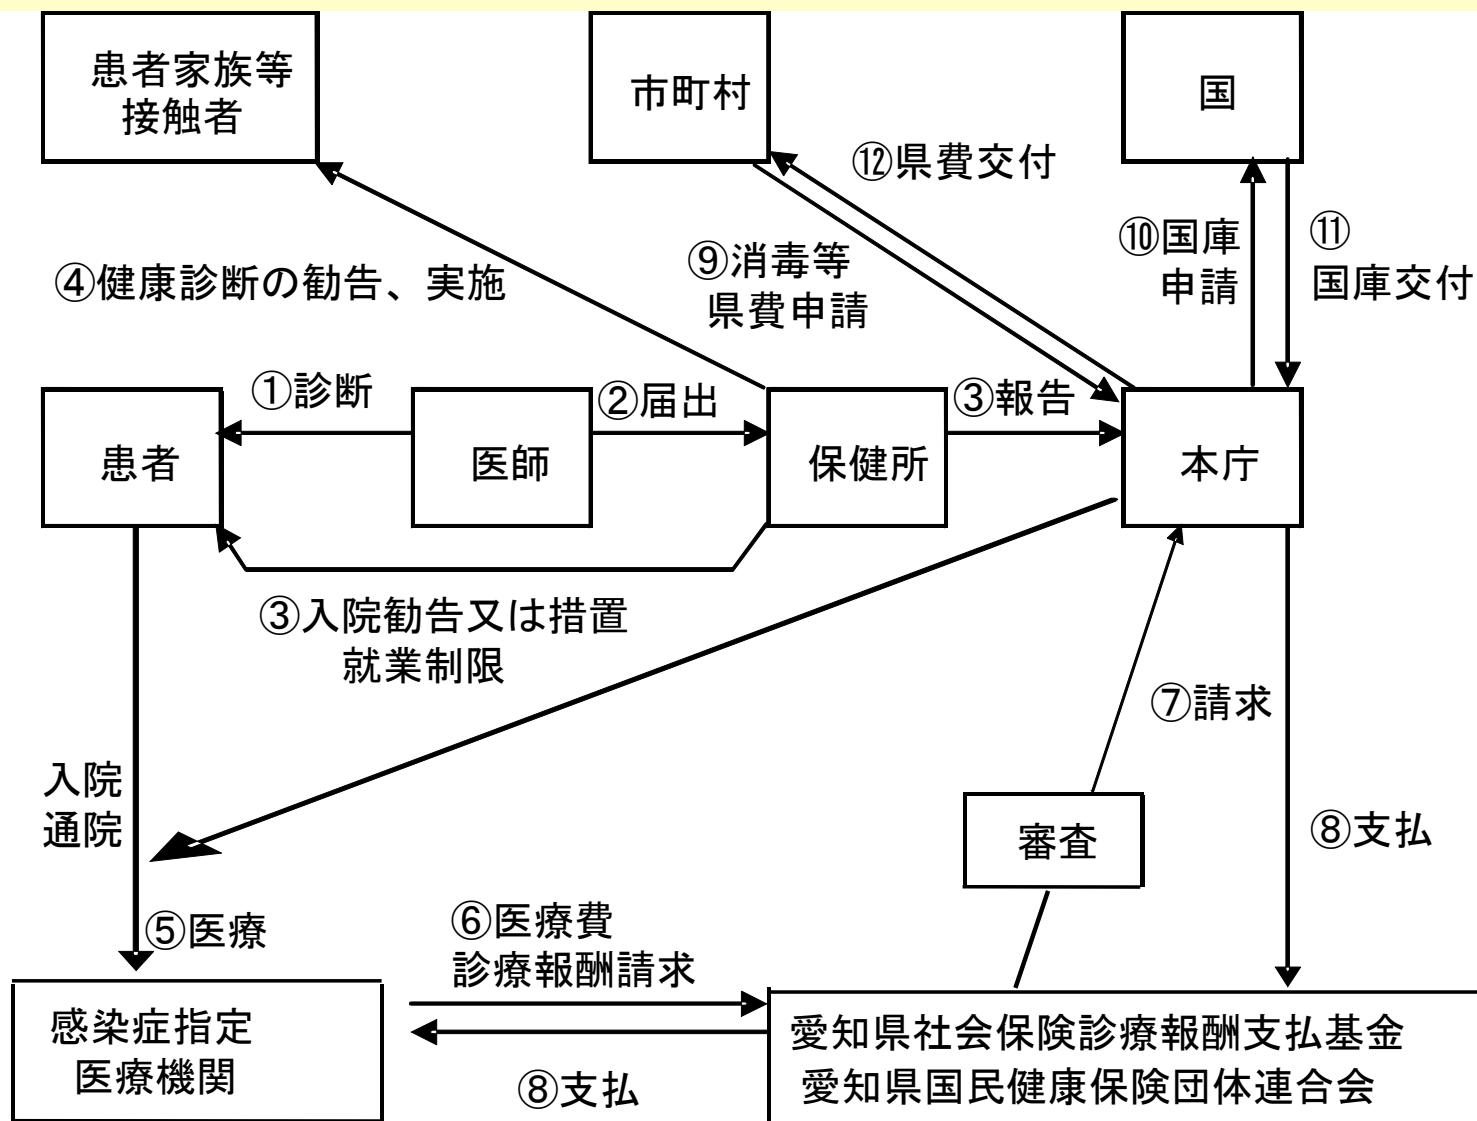 患者家族等
接触者
市町村
国
⑫県費交付
⑨消毒等
県費申請
⑩国庫
申請
⑪
国庫交付
④健康診断の勧告、実施
①診断
②届出
③報告
患者
医師
保健所
本庁
③入院勧告又は措置
就業制限
⑦請求
入院
通院
審査
⑧支払
⑤医療
⑥医療費
診療報酬請求
感染症指定
医療機関
⑧支払
愛知県社会保険診療報酬支払基金
愛知県国民健康保険団体連合会